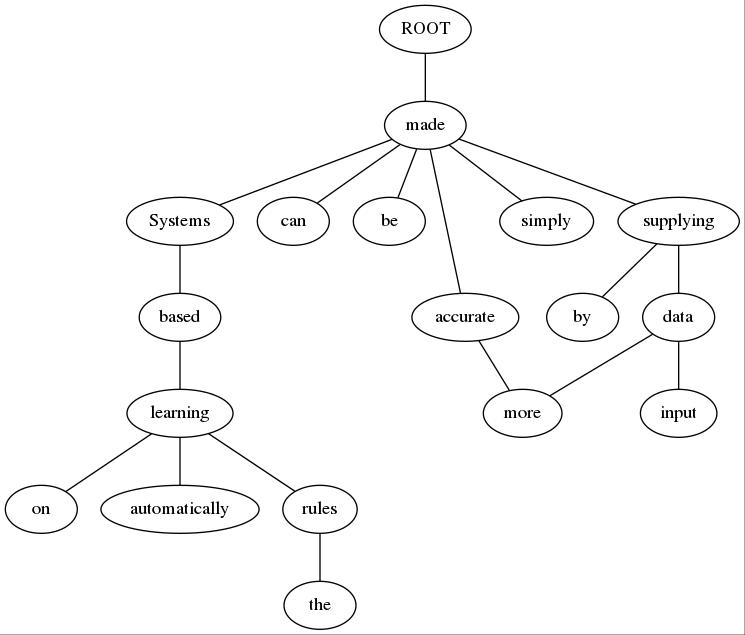 ROOT
made
Systems can be simply supplying
based accurate by data
learning more input
on automatically rules
the